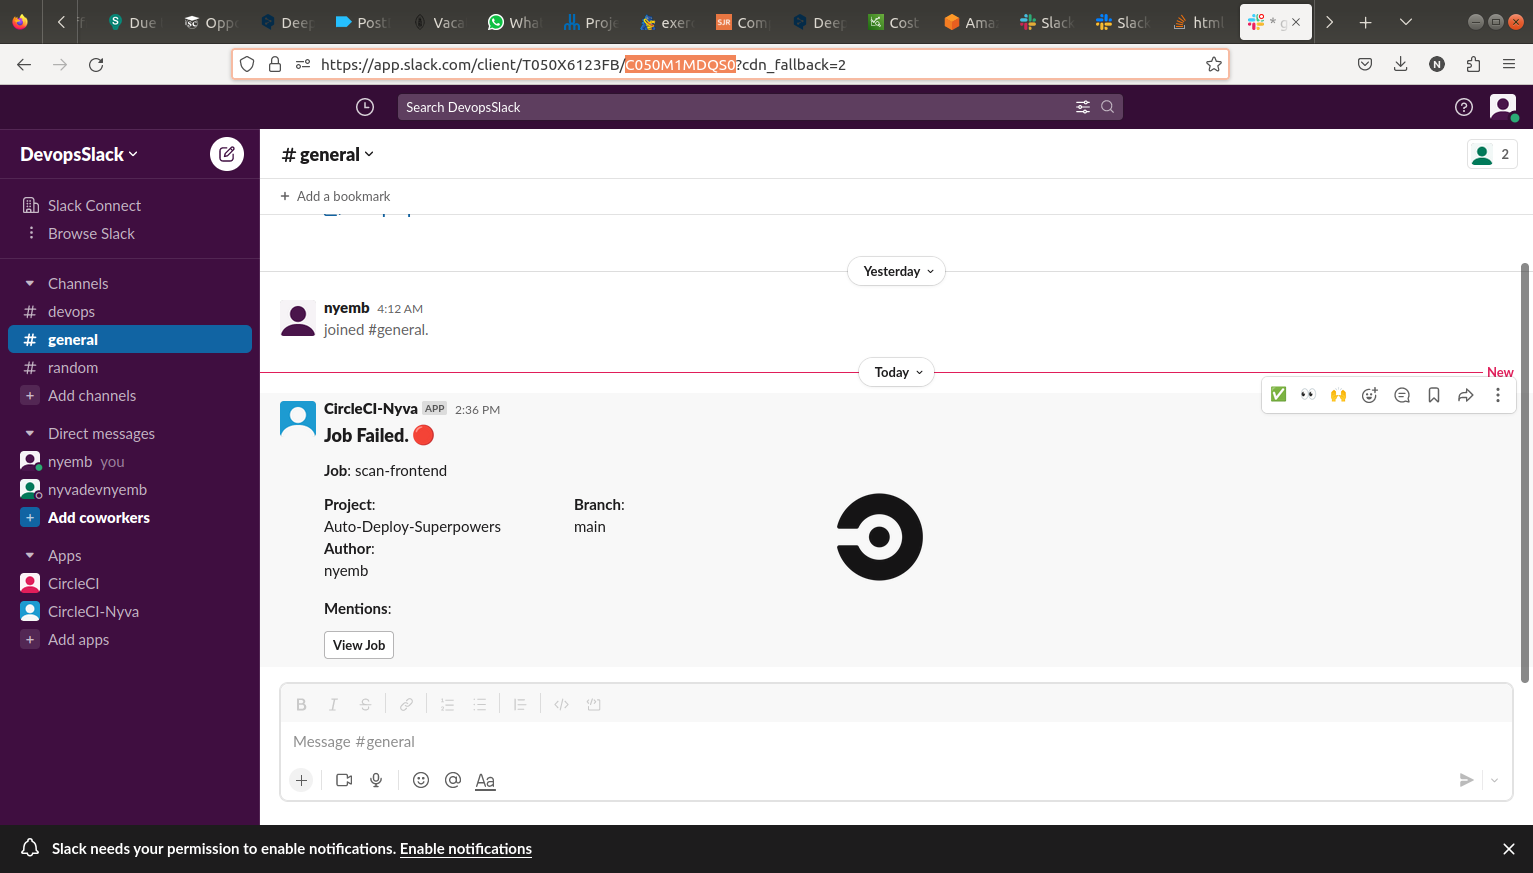 Due
Oppo
Deep
Post
Vaca
What
Proje
exer
SJR Com
Deep
Cost
Amaz
Slack
Slack
html
* g
https://app.slack.com/client/T050X6123FB/C050M1MDQS0?cdn_fallback=2
N
Search DevopsSlack
DevopsSlack
# general
2
Slack Connect
Browse Slack
Channels
# devops
# general
# random
+ Add channels
Direct messages
nyemb you
nyvadevnyemb
+ Add coworkers
Apps
CircleCI
CircleCI-Nyva
+ Add apps
+ Add a bookmark
Yesterday
nyemb 4:12 AM
joined #general.
Today
New
CircleCI-Nyva APP 2:36 PM
Job Failed. 🔴
Job: scan-frontend
Project: Branch:
Auto-Deploy-Superpowers main
Author:
nyemb
Mentions:
View Job
B I S
Message #general
+ @ Aa
Slack needs your permission to enable notifications. Enable notifications